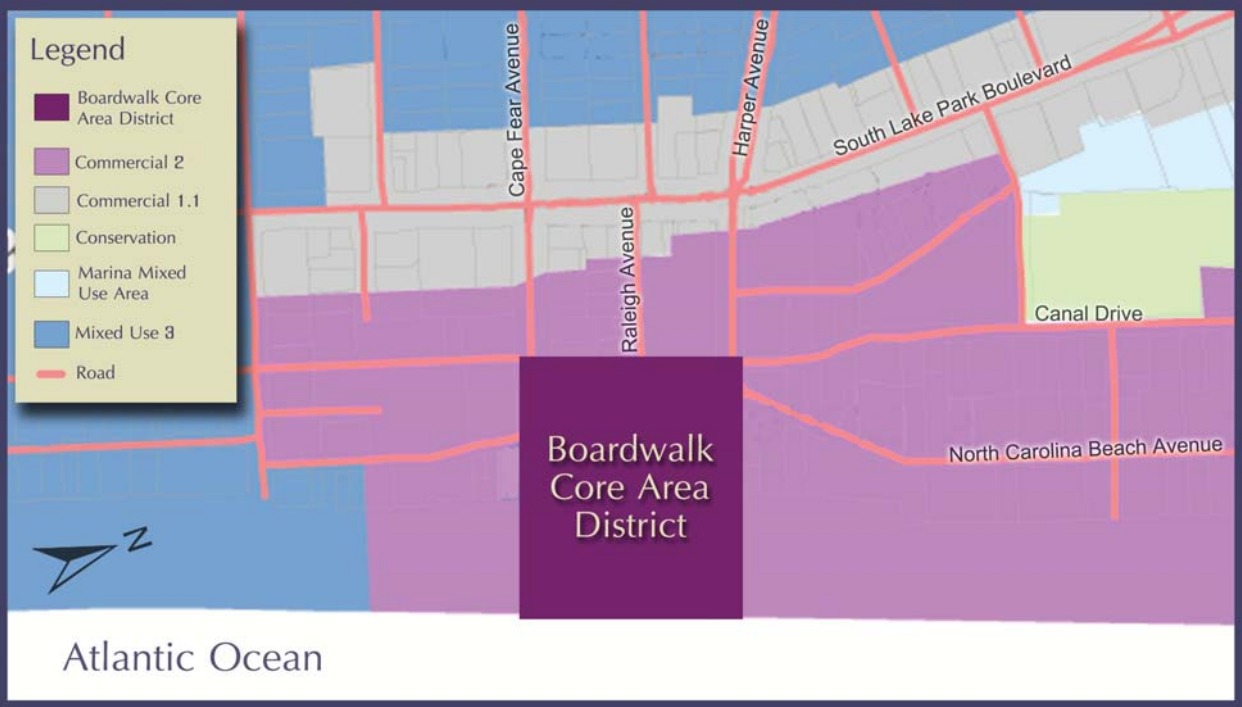 Legend
Boardwalk Core
Area District
Commercial 2
Commercial 1.1
Conservation
Marina Mixed
Use Area
Mixed Use 3
Road
Cape Fear Avenue
Harper Avenue
South Lake Park Boulevard
Raleigh Avenue
Canal Drive
North Carolina Beach Avenue
Boardwalk
Core Area
District
N
Atlantic Ocean